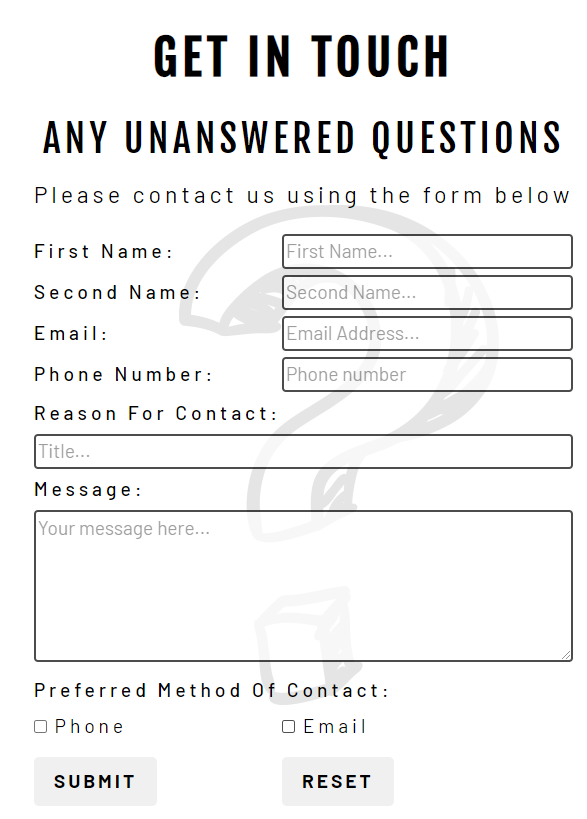 GET IN TOUCH
ANY UNANSWERED QUESTIONS
Please contact us using the form below
First Name: First Name...
Second Name: Second Name...
Email: Email Address...
Phone Number: Phone number
Reason For Contact:
Title...
Message:
Your message here...
Preferred Method Of Contact:
Phone Email
SUBMIT RESET